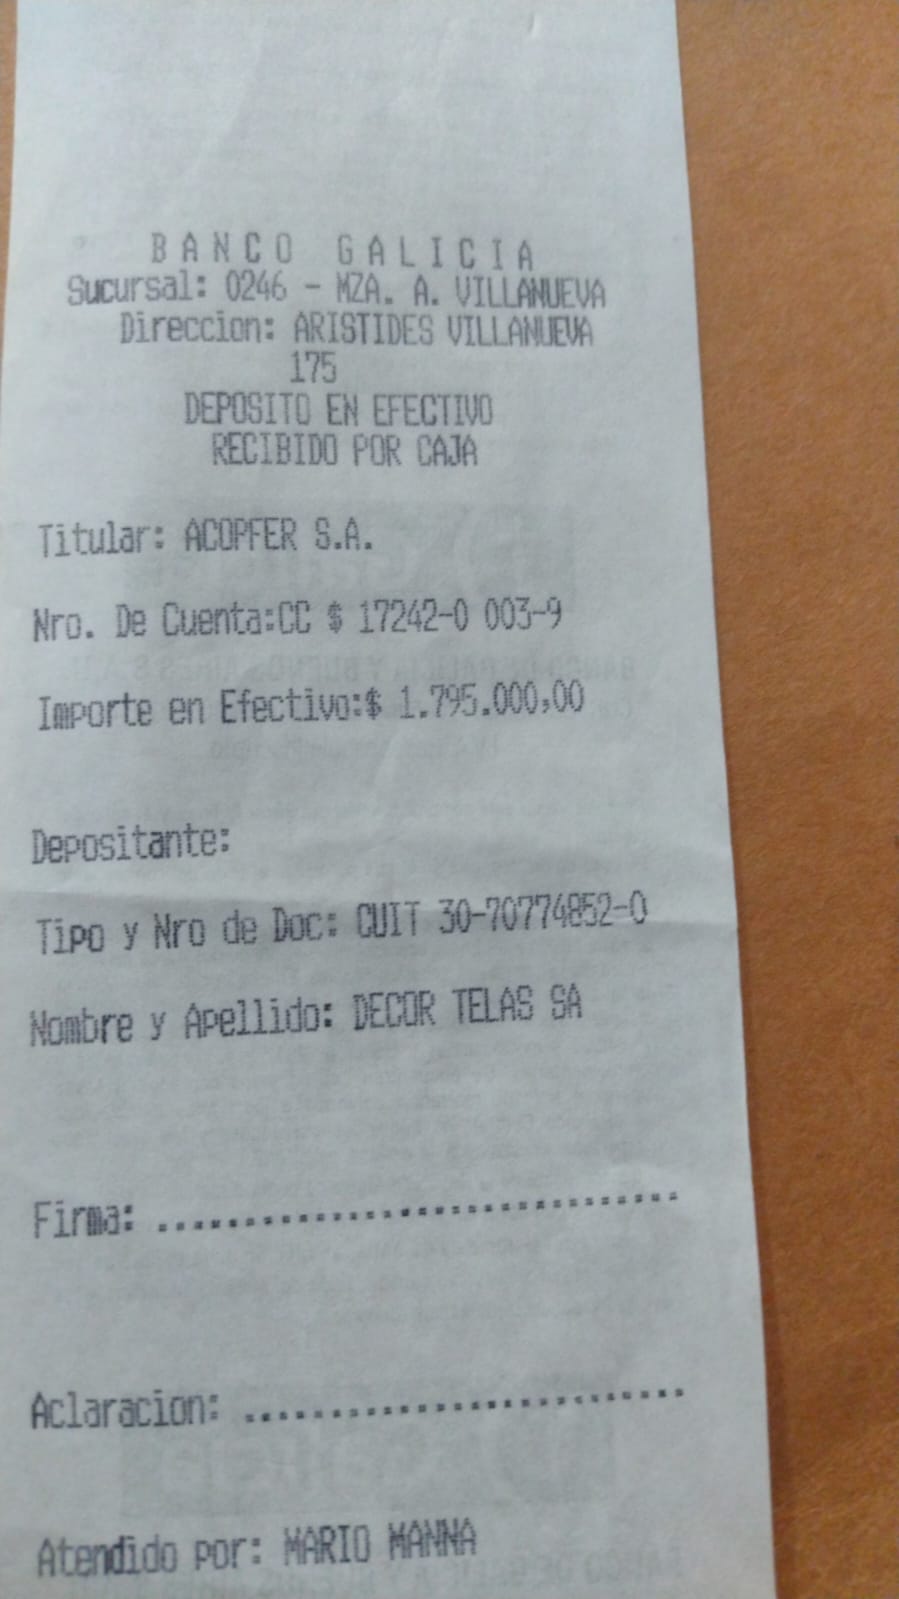 BANCO GALICIA
Sucursal: 0246 - MZA. A. VILLANUEVA
Direccion: ARISTIDES VILLANUEVA
175
DEPOSITO EN EFECTIVO
RECIBIDO POR CAJA
Titular: ACOPFER S.A.
Nro. De Cuenta:CC $ 17242-0 003-9
Importe en Efectivo:$ 1.795.000,00
Depositante:
Tipo y Nro de Doc: CUIT 30-70774852-0
Nombre y Apellido: DECOR TELAS SA
Firma: ..............................
Aclaracion: ..........................
Atendido por: MARIO MANNA